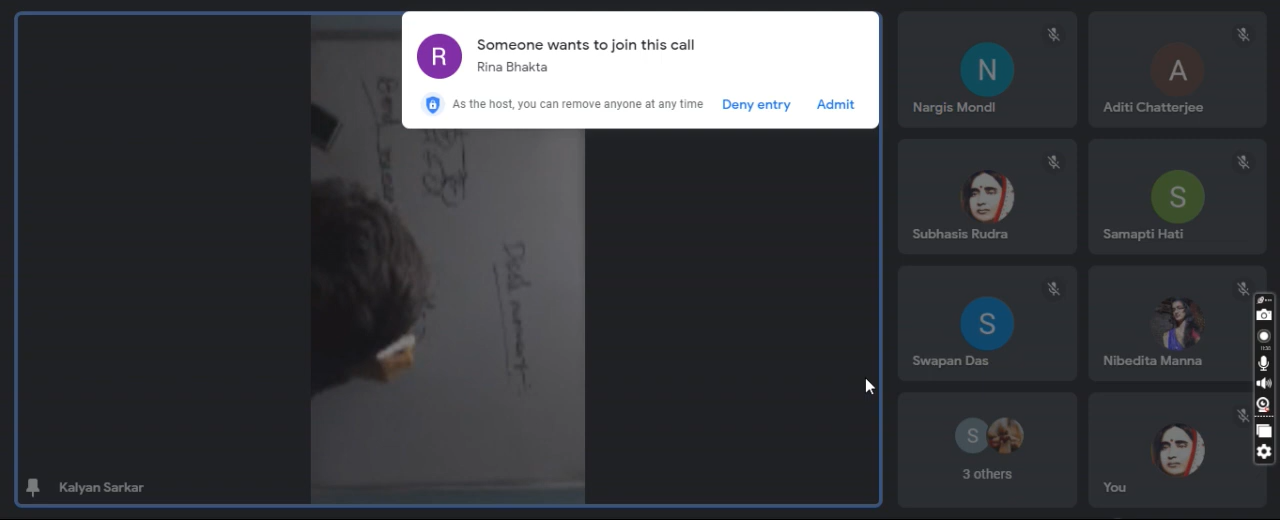 Someone wants to join this call
R
Rina Bhakta
As the host, you can remove anyone at any time
Deny entry
Admit
N
Nargis Mondl
A
Aditi Chatterjee
Subhasis Rudra
S
Samapti Hati
S
Swapan Das
Nibedita Manna
S
3 others
You
Kalyan Sarkar